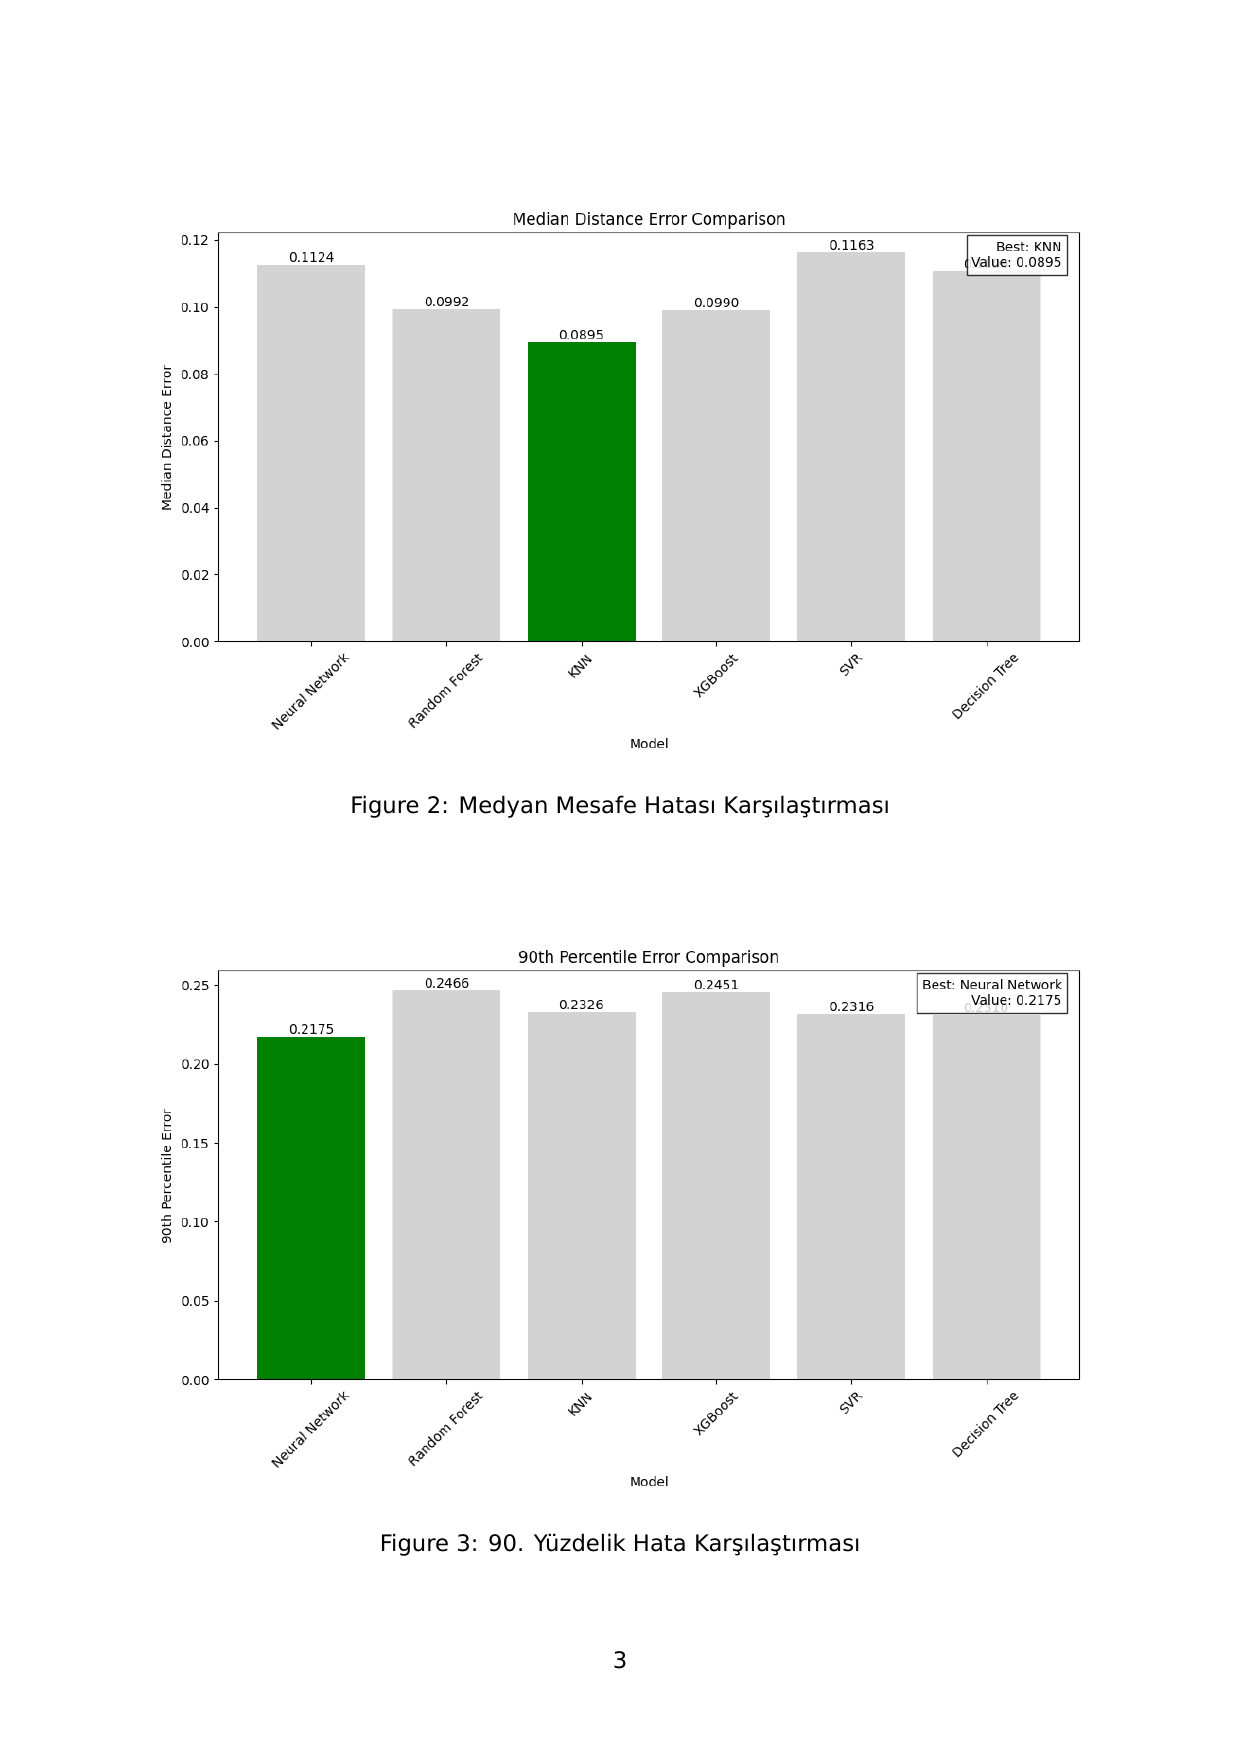 Median Distance Error Comparison
Best: KNN
Value: 0.0895
0.12
0.10
0.08
0.06
0.04
0.02
0.00
Median Distance Error
0.1124
0.0992
0.0895
0.0990
0.1163
Neural Network
Random Forest
KNN
XGBoost
SVR
Decision Tree
Model
Figure 2: Medyan Mesafe Hatası Karşılaştırması
90th Percentile Error Comparison
Best: Neural Network
Value: 0.2175
0.25
0.20
0.15
0.10
0.05
0.00
90th Percentile Error
0.2175
0.2466
0.2326
0.2451
0.2316
Neural Network
Random Forest
KNN
XGBoost
SVR
Decision Tree
Model
Figure 3: 90. Yüzdelik Hata Karşılaştırması
3